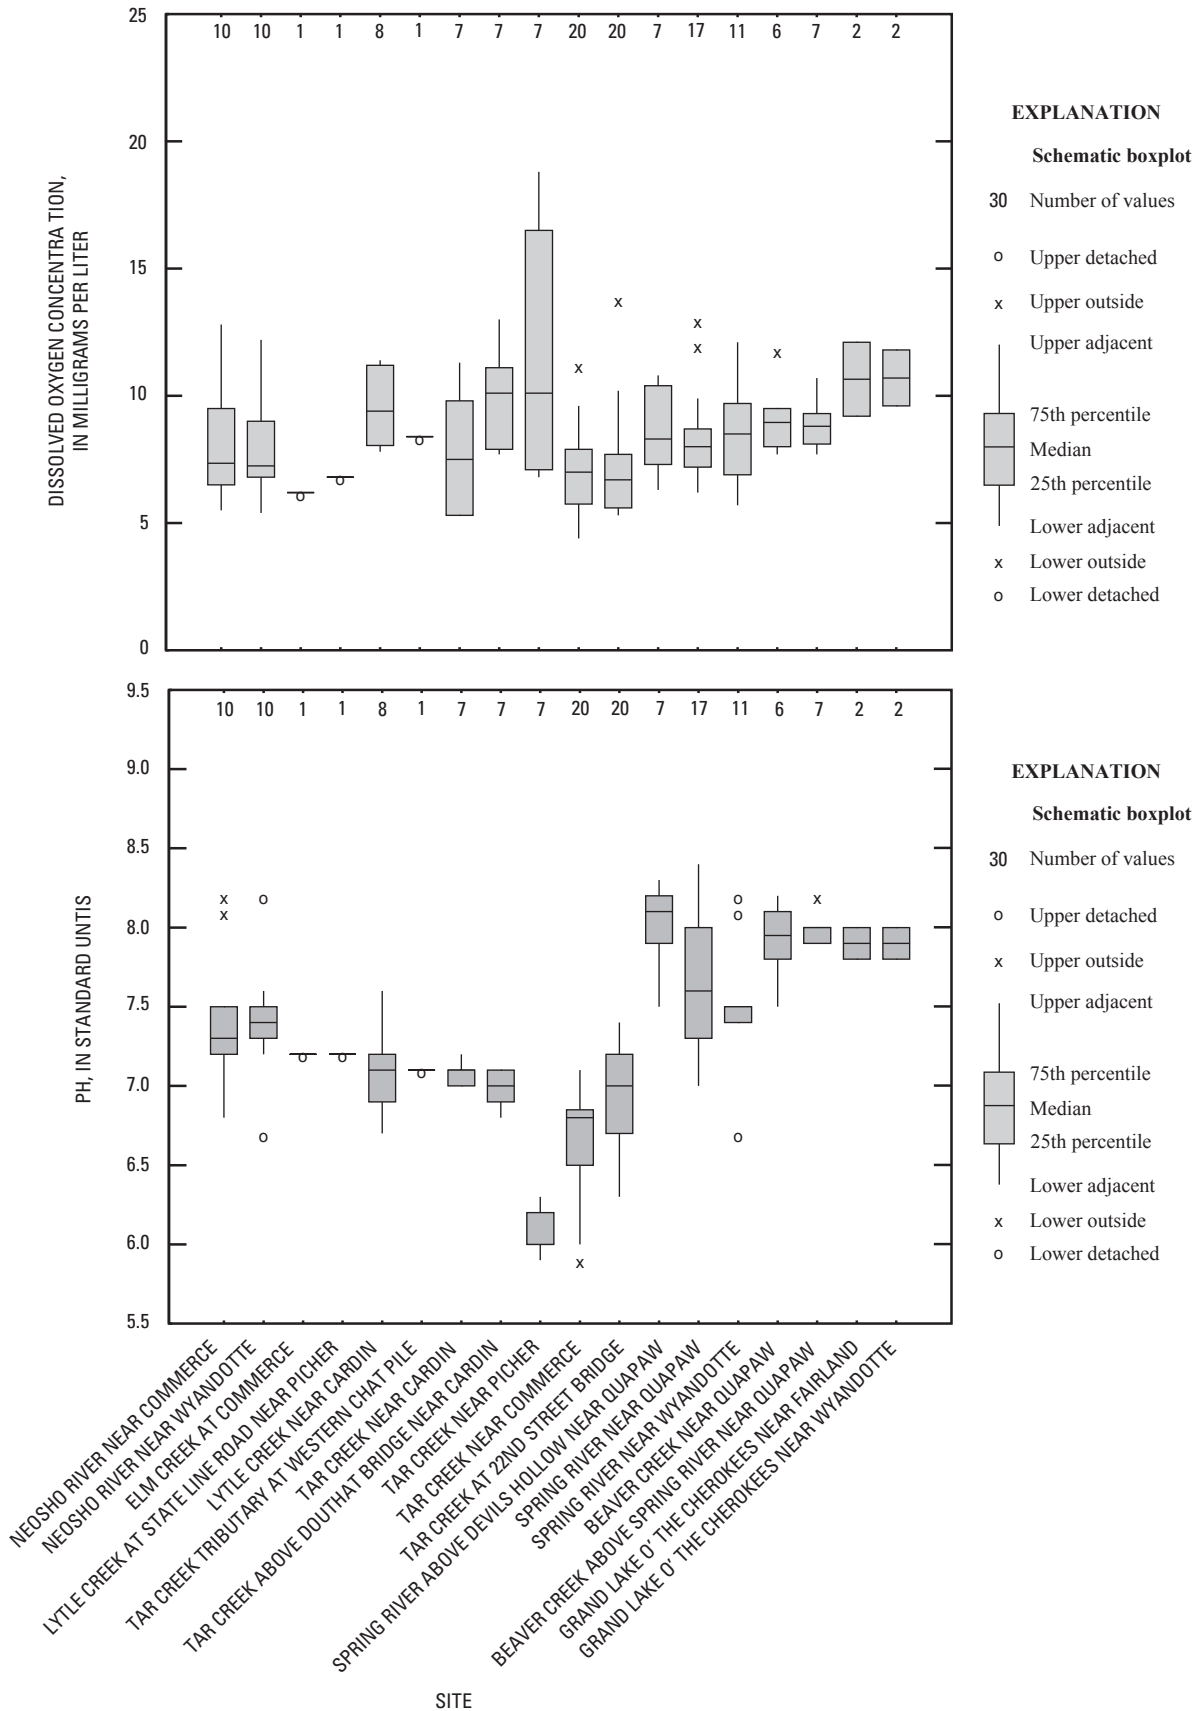 25
10 10 1 1 8 1 7 7 7 20 20 7 17 11 6 7 2 2
20
15
10
5
0
DISSOLVED OXYGEN CONCENTRA TION,
IN MILLIGRAMS PER LITER
o o o x x x x x
EXPLANATION
Schematic boxplot
30 Number of values
o Upper detached
x Upper outside
Upper adjacent
75th percentile
Median
25th percentile
Lower adjacent
x Lower outside
o Lower detached
9.5
10 10 1 1 8 1 7 7 7 20 20 7 17 11 6 7 2 2
9.0
8.5
8.0
7.5
7.0
6.5
6.0
5.5
PH, IN STANDARD UNTIS
EXPLANATION
Schematic boxplot
30 Number of values
o Upper detached
x Upper outside
Upper adjacent
75th percentile
Median
25th percentile
Lower adjacent
x Lower outside
o Lower detached
NEOSHO RIVER NEAR COMMERCE
NEOSHO RIVER NEAR WYANDOTTE
ELM CREEK AT COMMERCE
LYTLE CREEK AT STATE LINE ROAD NEAR PICHER
LYTLE CREEK NEAR CARDIN
TAR CREEK TRIBUTARY AT WESTERN CHAT PILE
TAR CREEK NEAR CARDIN
TAR CREEK ABOVE DOUTHAT BRIDGE NEAR CARDIN
TAR CREEK NEAR PICHER
TAR CREEK NEAR COMMERCE
TAR CREEK AT 22ND STREET BRIDGE
SPRING RIVER ABOVE DEVILS HOLLOW NEAR QUAPAW
SPRING RIVER NEAR QUAPAW
SPRING RIVER NEAR WYANDOTTE
BEAVER CREEK NEAR QUAPAW
BEAVER CREEK ABOVE SPRING RIVER NEAR QUAPAW
GRAND LAKE O' THE CHEROKEES NEAR FAIRLAND
GRAND LAKE O' THE CHEROKEES NEAR WYANDOTTE
SITE